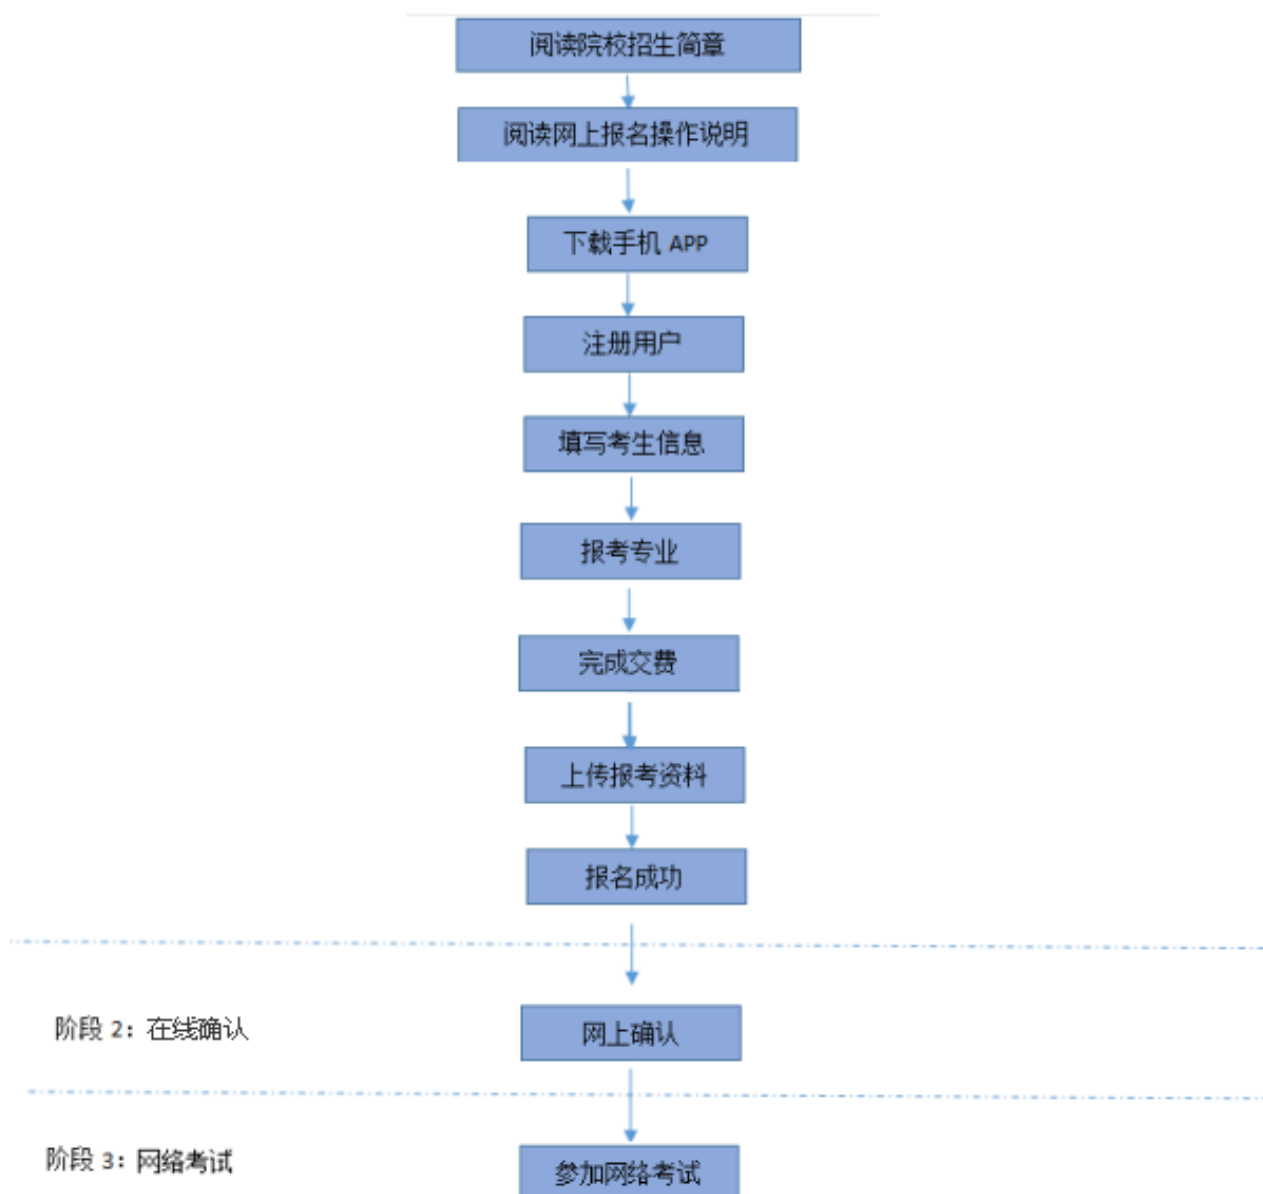 阅读院校招生简章
阅读网上报名操作说明
下载手机 APP
注册用户
填写考生信息
报考专业
完成交费
上传报考资料
报名成功
阶段 2：在线确认
网上确认
阶段 3：网络考试
参加网络考试